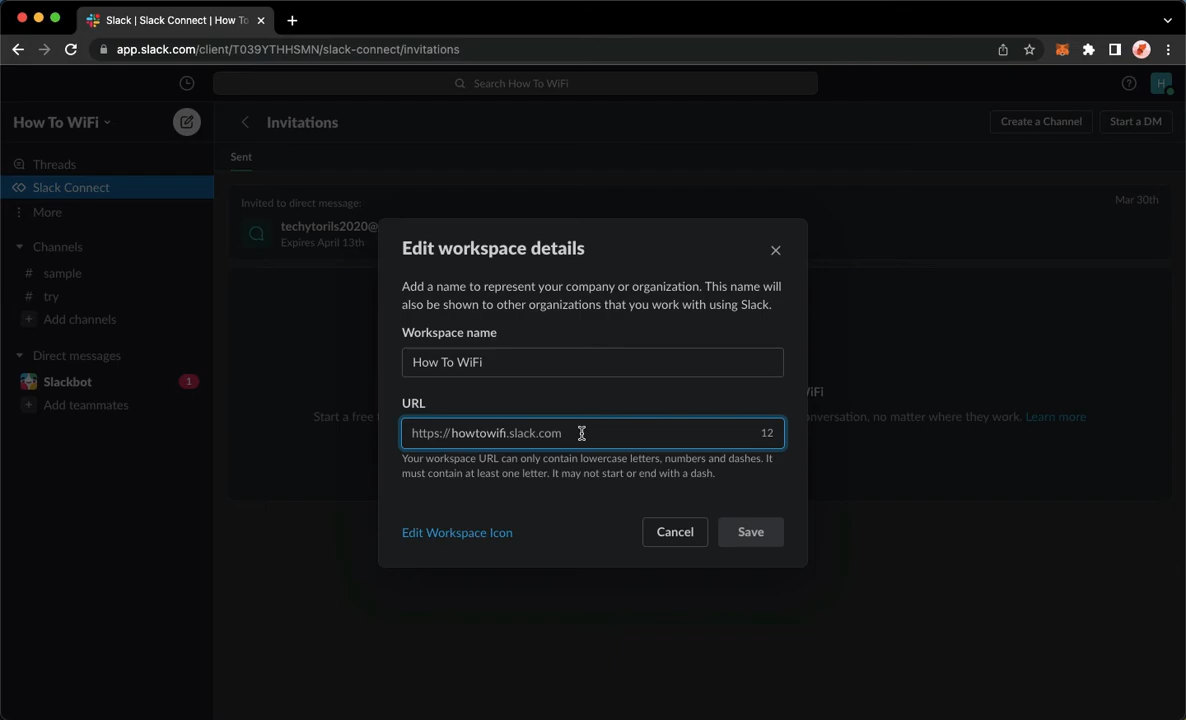 Slack | Slack Connect | How To
app.slack.com/client/T039YTHHSMN/slack-connect/invitations
Search How To WiFi
H
How To WiFi
Invitations
Create a Channel
Start a DM
Threads
Sent
Slack Connect
Invited to direct message:
Mar 30th
More
techytorils2020@
Expires April 13th
Channels
# sample
# try
+ Add channels
Direct messages
Slackbot 1
+ Add teammates
Edit workspace details
Add a name to represent your company or organization. This name will
also be shown to other organizations that you work with using Slack.
Workspace name
How To WiFi
URL
https://howtowifi.slack.com 12
Your workspace URL can only contain lowercase letters, numbers and dashes. It
must contain at least one letter. It may not start or end with a dash.
Edit Workspace Icon
Cancel
Save
iFi
Start a free
onversation, no matter where they work. Learn more